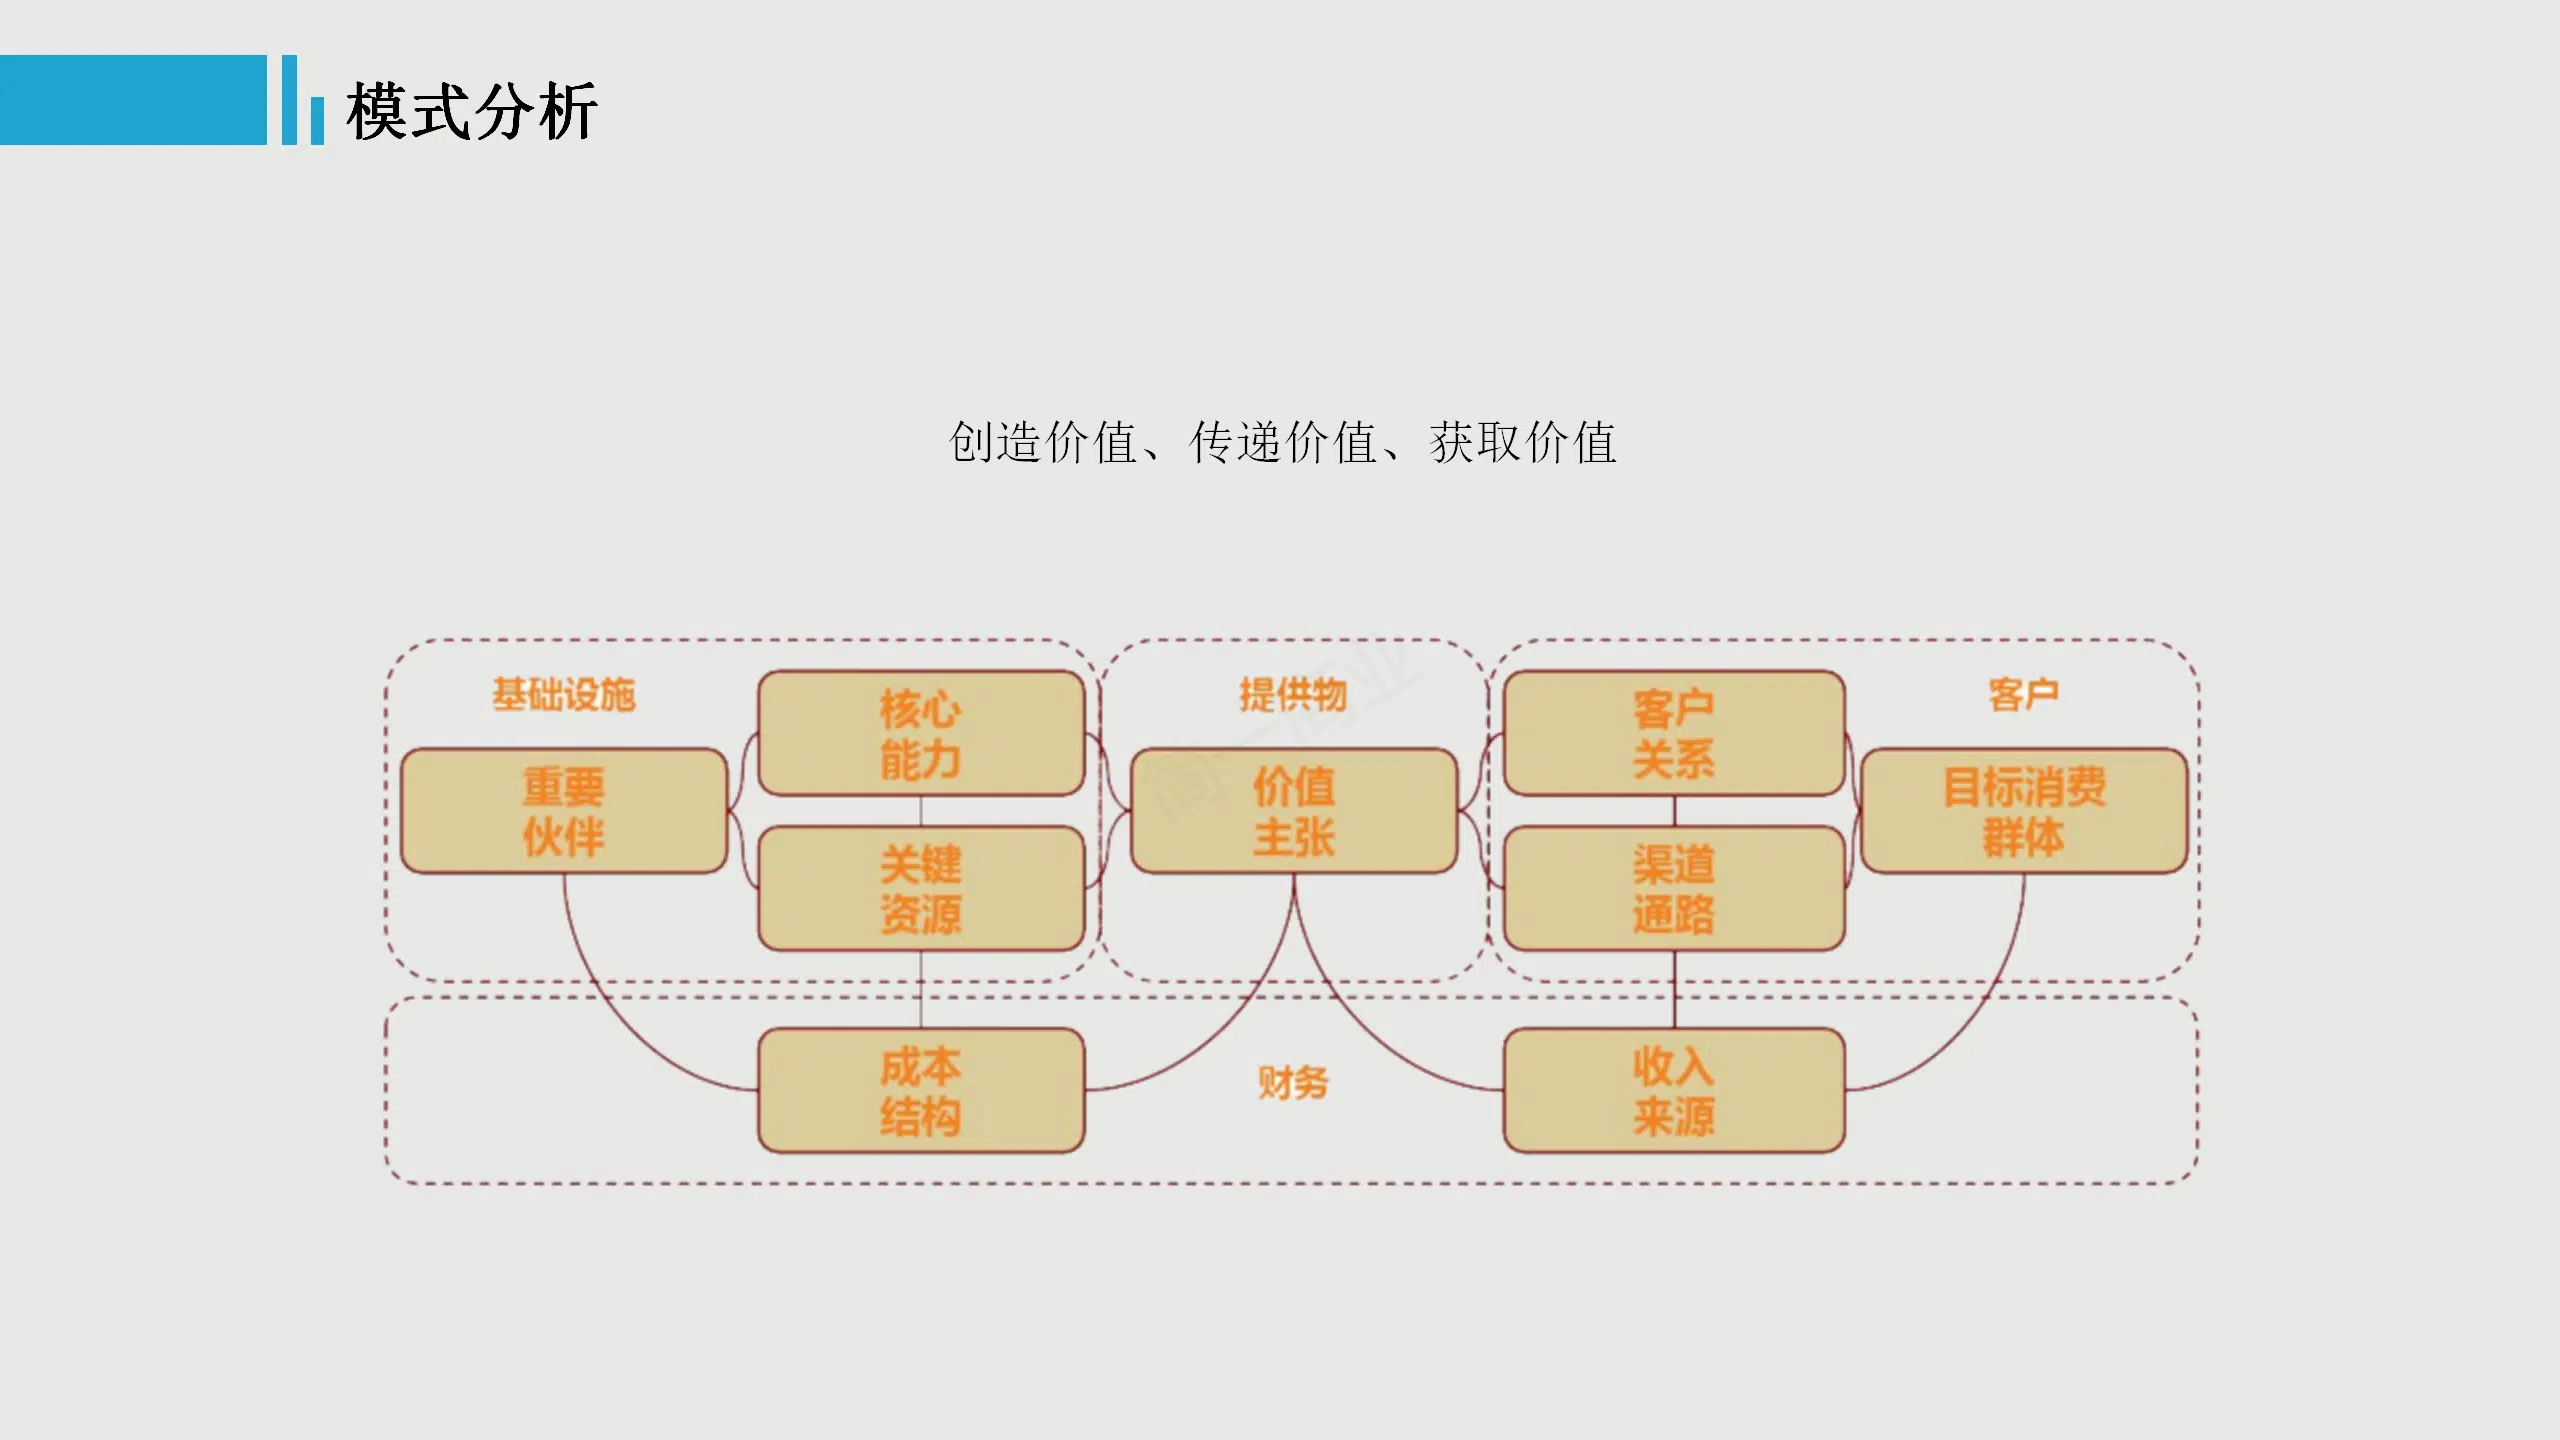 模式分析
创造价值、传递价值、获取价值
基础设施
重要
伙伴
核心
能力
关键
资源
提供物
价值
主张
客户
关系
渠道
通路
客户
目标消费
群体
成本
结构
财务
收入
来源